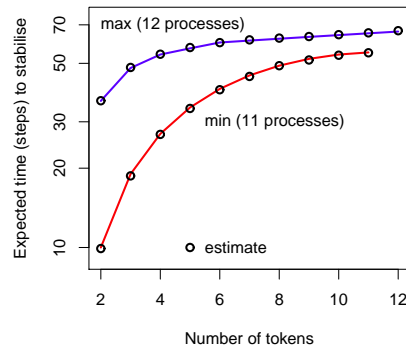 70
50
30
20
10
Expected time (steps) to stabilise
max (12 processes)
min (11 processes)
estimate
2
4
6
8
10
12
Number of tokens